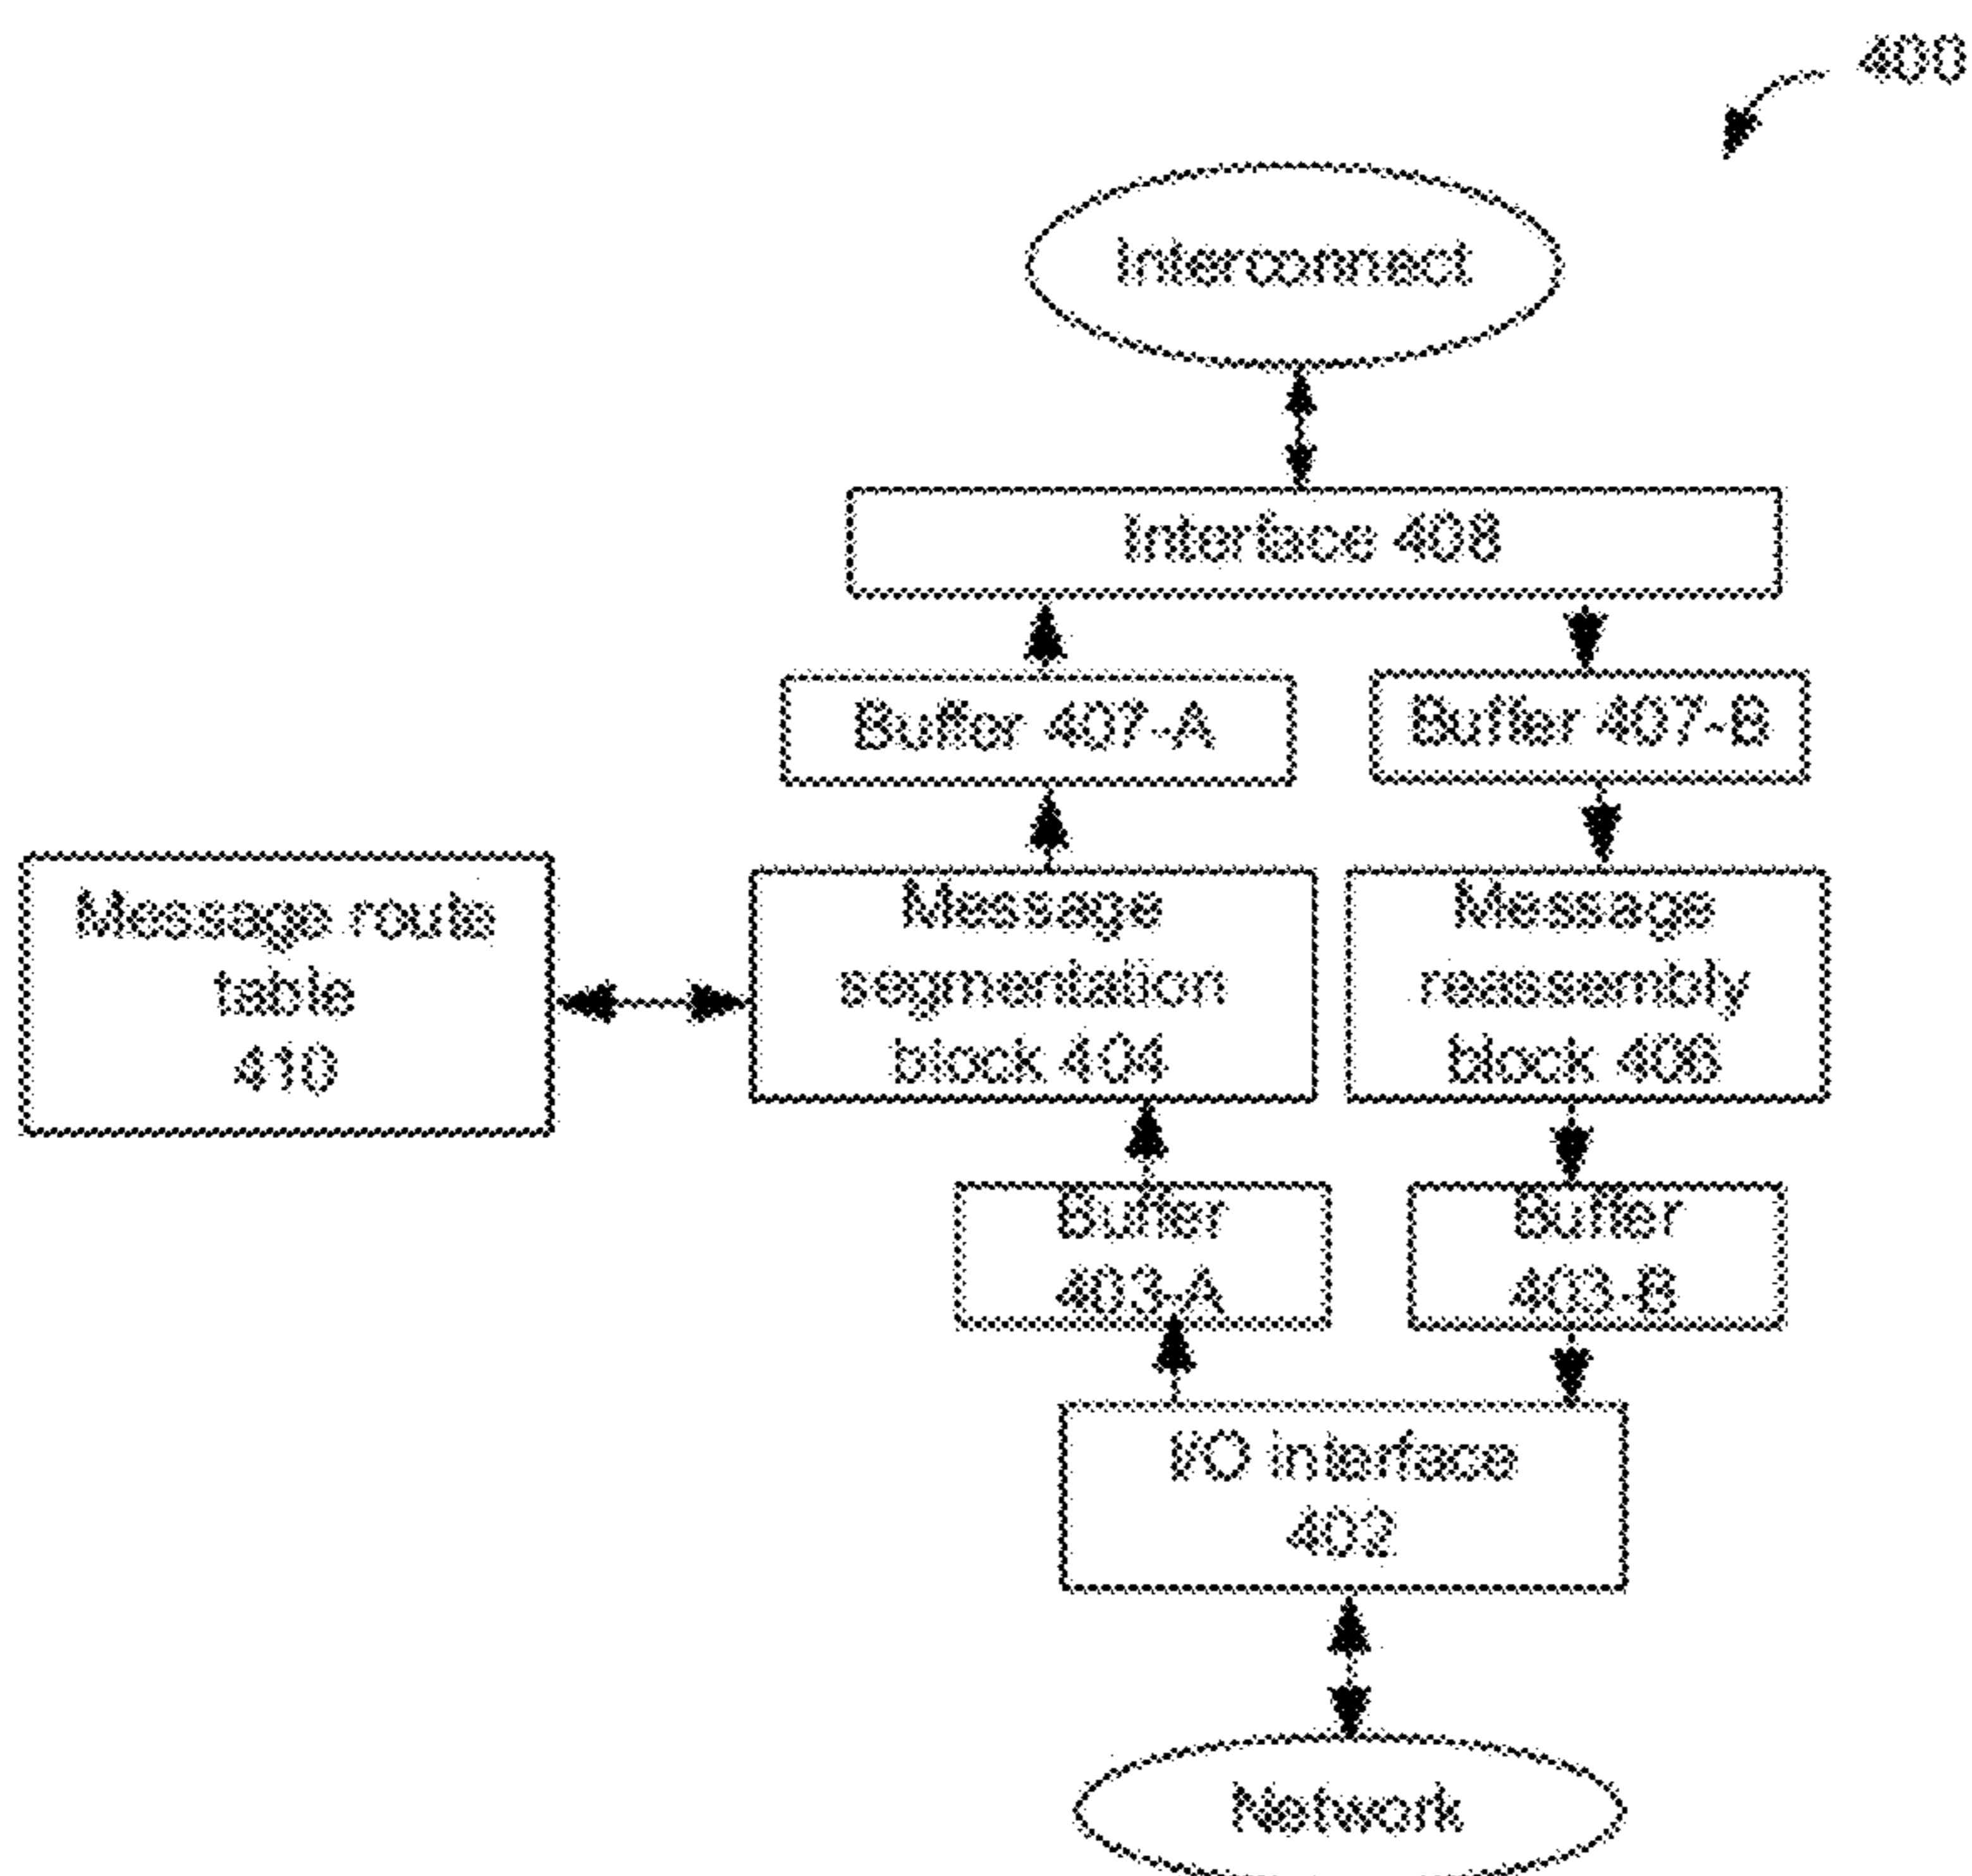 400
Interconnect
Interface 408
Buffer 407-A
Buffer 407-B
Message route
table
410
Message
segmentation
block 404
Message
reassembly
block 406
Buffer
403-A
Buffer
403-B
I/O interface
402
Network